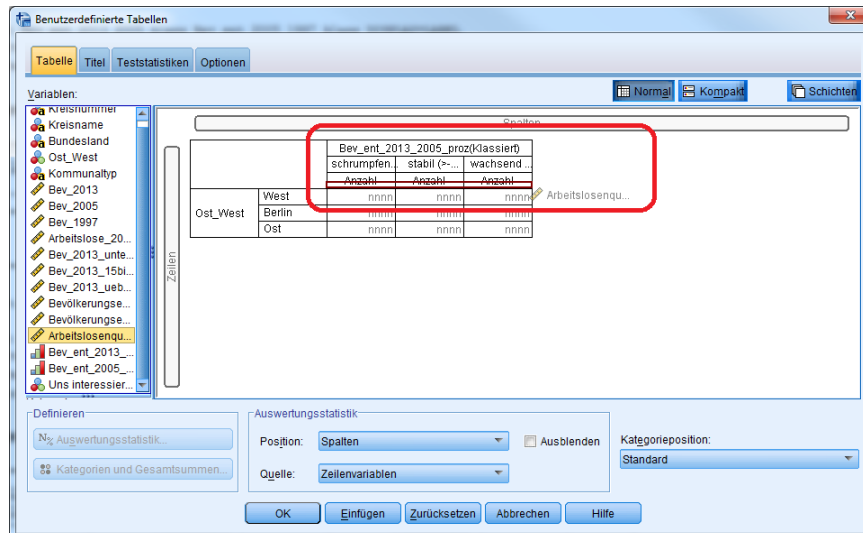 Benutzerdefinierte Tabellen
Tabelle Titel Teststatistiken Optionen
Variablen:
Normal Kompakt Schichten
Kreisnummer
Kreisname
Bundesland
Ost_West
Kommunaltyp
Bev_2013
Bev_2005
Bev_1997
Arbeitslose_20...
Bev_2013_unte...
Bev_2013_15bi...
Bev_2013_ueb...
Bevölkerungse...
Bevölkerungse...
Arbeitslosenqu...
Bev_ent_2013_...
Bev_ent_2005_...
Uns interessier...
Spalten
Zeilen
Bev_ent_2013_2005_proz(Klassiert)
schrumpfen... stabil (>-... wachsend ...
Anzahl Anzahl Anzahl
Ost_West
West nnnn nnnn nnnn
Berlin nnnn nnnn nnnn
Ost nnnn nnnn nnnn
Arbeitslosenqu...
Definieren
N% Auswertungsstatistik...
Kategorien und Gesamtsummen...
Auswertungsstatistik
Position: Spalten Ausblenden
Quelle: Zeilenvariablen
Kategorieposition:
Standard
OK Einfügen Zurücksetzen Abbrechen Hilfe